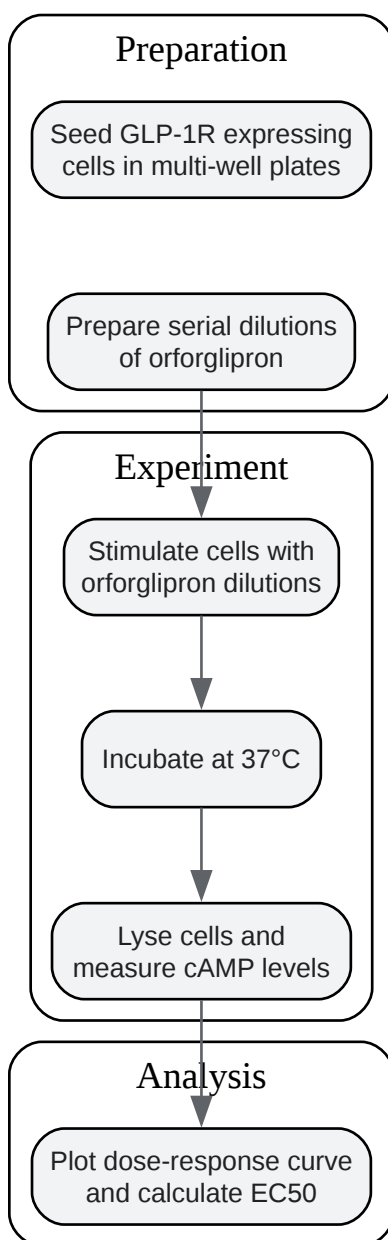 Preparation
Seed GLP-1R expressing
cells in multi-well plates
Prepare serial dilutions
of orforglipron
Experiment
Stimulate cells with
orforglipron dilutions
Incubate at 37°C
Lyse cells and
measure cAMP levels
Analysis
Plot dose-response curve
and calculate EC50